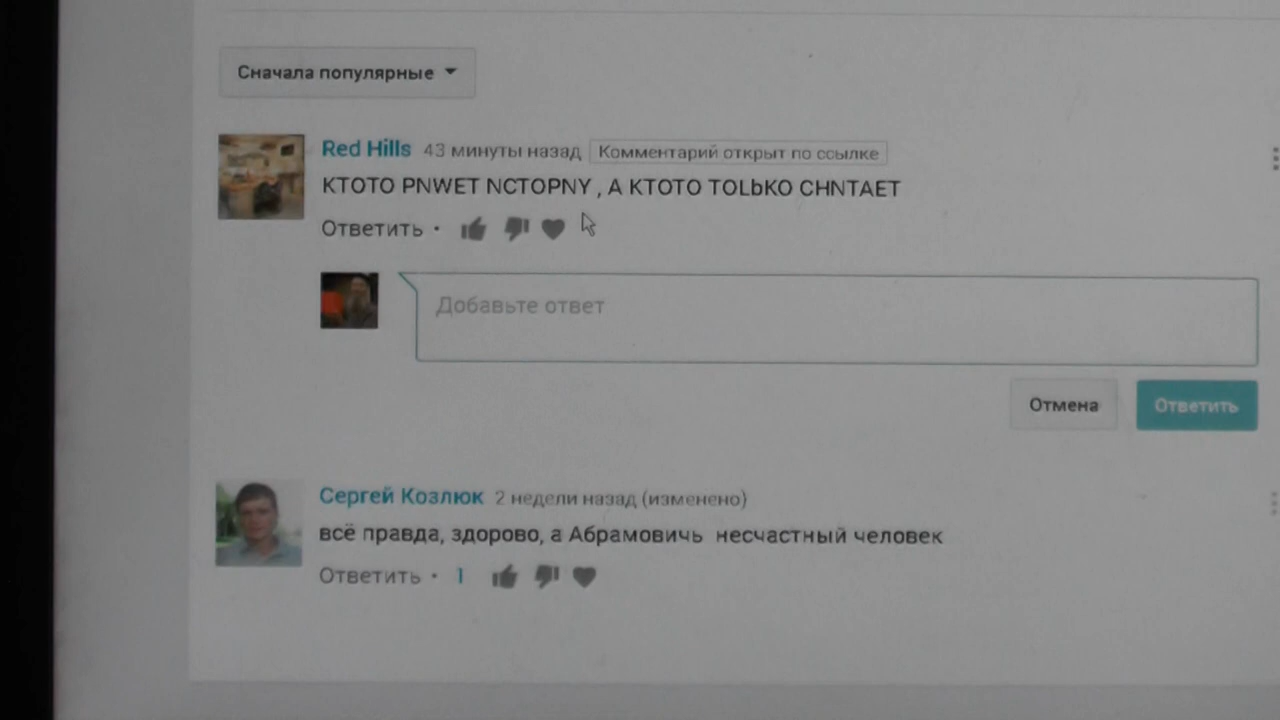 Сначала популярные
Red Hills 43 минуты назад Комментарий открыт по ссылке
KTOTO PNWET NCTOPNY , A KTOTO TOLbKO CHNTAET
Ответить •
Добавьте ответ
Отмена Ответить
Сергей Козлюк 2 недели назад (изменено)
всё правда, здорово, а Абрамовичь несчастный человек
Ответить • 1